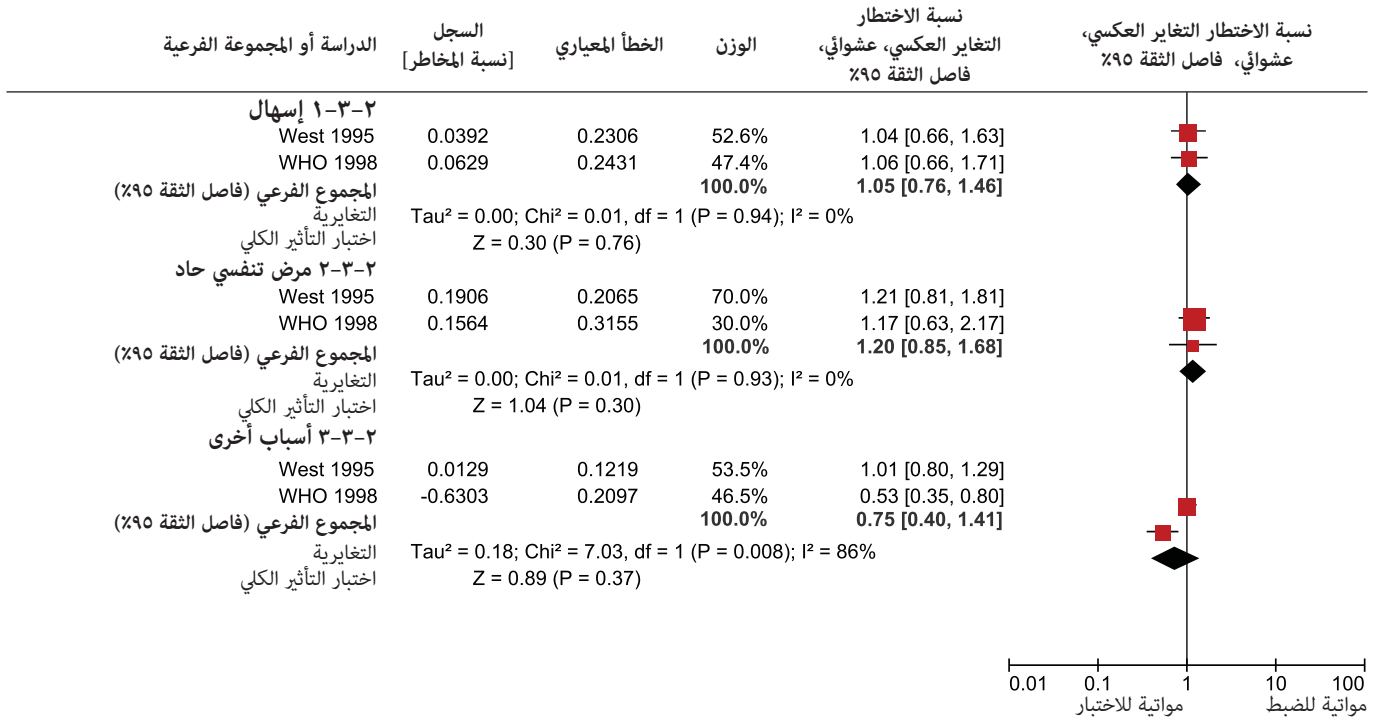 الدراسة أو المجموعة الفرعية
السجل
[نسبة المخاطر]
الخطأ المعياري
الوزن
نسبة الاختطار
التغاير العكسي، عشوائي،
فاصل الثقة ٩٥٪
نسبة الاختطار التغاير العكسي،
عشوائي، فاصل الثقة ٩٥٪
٢-٣-١ إسهال
West 1995 0.0392 0.2306 52.6% 1.04 [0.66, 1.63]
WHO 1998 0.0629 0.2431 47.4% 1.06 [0.66, 1.71]
المجموع الفرعي (فاصل الثقة ٩٥٪) 100.0% 1.05 [0.76, 1.46]
التغايرية Tau² = 0.00; Chi² = 0.01, df = 1 (P = 0.94); I² = 0%
اختبار التأثير الكلي Z = 0.30 (P = 0.76)
٢-٣-٢ مرض تنفسي حاد
West 1995 0.1906 0.2065 70.0% 1.21 [0.81, 1.81]
WHO 1998 0.1564 0.3155 30.0% 1.17 [0.63, 2.17]
المجموع الفرعي (فاصل الثقة ٩٥٪) 100.0% 1.20 [0.85, 1.68]
التغايرية Tau² = 0.00; Chi² = 0.01, df = 1 (P = 0.93); I² = 0%
اختبار التأثير الكلي Z = 1.04 (P = 0.30)
٢-٣-٣ أسباب أخرى
West 1995 0.0129 0.1219 53.5% 1.01 [0.80, 1.29]
WHO 1998 -0.6303 0.2097 46.5% 0.53 [0.35, 0.80]
المجموع الفرعي (فاصل الثقة ٩٥٪) 100.0% 0.75 [0.40, 1.41]
التغايرية Tau² = 0.18; Chi² = 7.03, df = 1 (P = 0.008); I² = 86%
اختبار التأثير الكلي Z = 0.89 (P = 0.37)
0.01 0.1 1 10 100
مواتية للاختبار مواتية للضبط